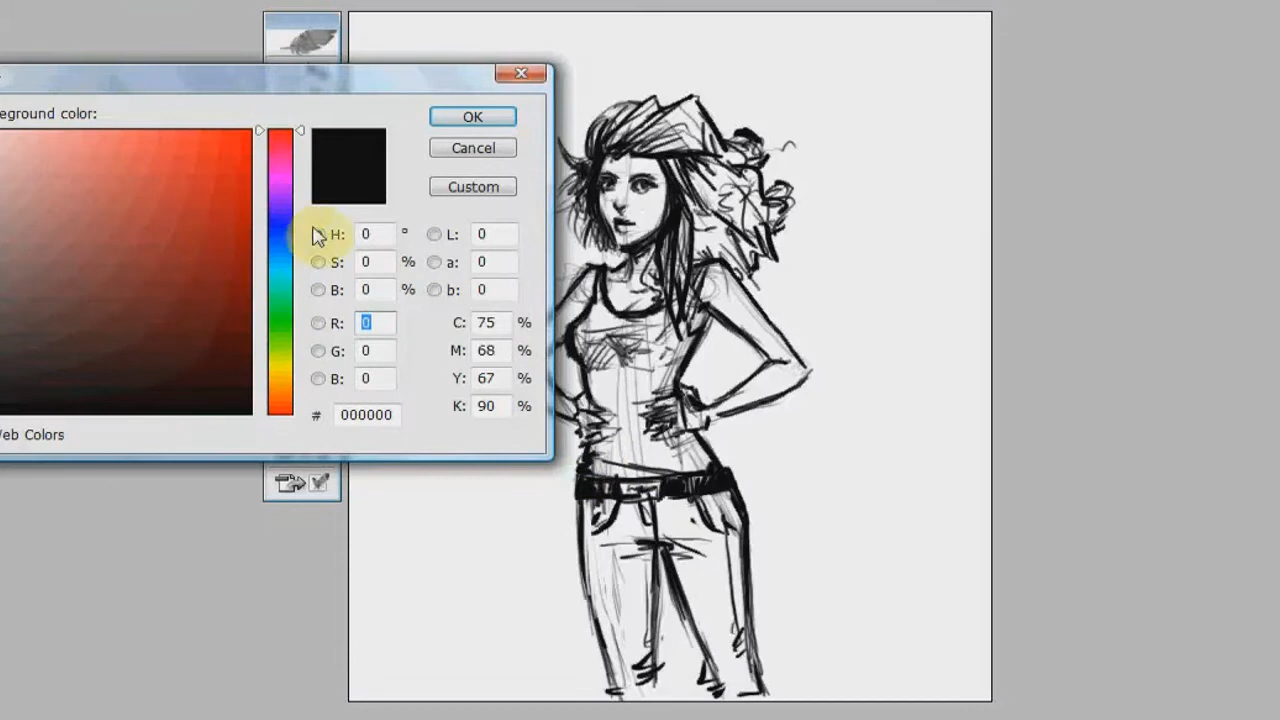 eground color:
OK
Cancel
Custom
H: 0 ° L: 0
S: 0 % a: 0
B: 0 % b: 0
R: 0 C: 75 %
G: 0 M: 68 %
B: 0 Y: 67 %
# 000000 K: 90 %
eb Colors